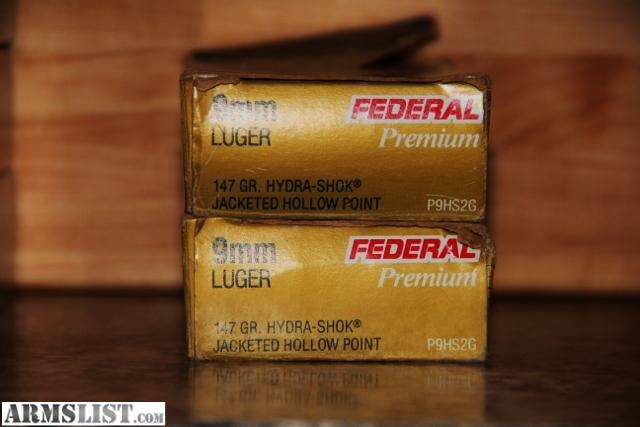 9mm FEDERAL
LUGER Premium
147 GR. HYDRA-SHOK®
JACKETED HOLLOW POINT P9HS2G
9mm FEDERAL
LUGER Premium
147 GR. HYDRA-SHOK®
JACKETED HOLLOW POINT P9HS2G
ARMSLIST.COM